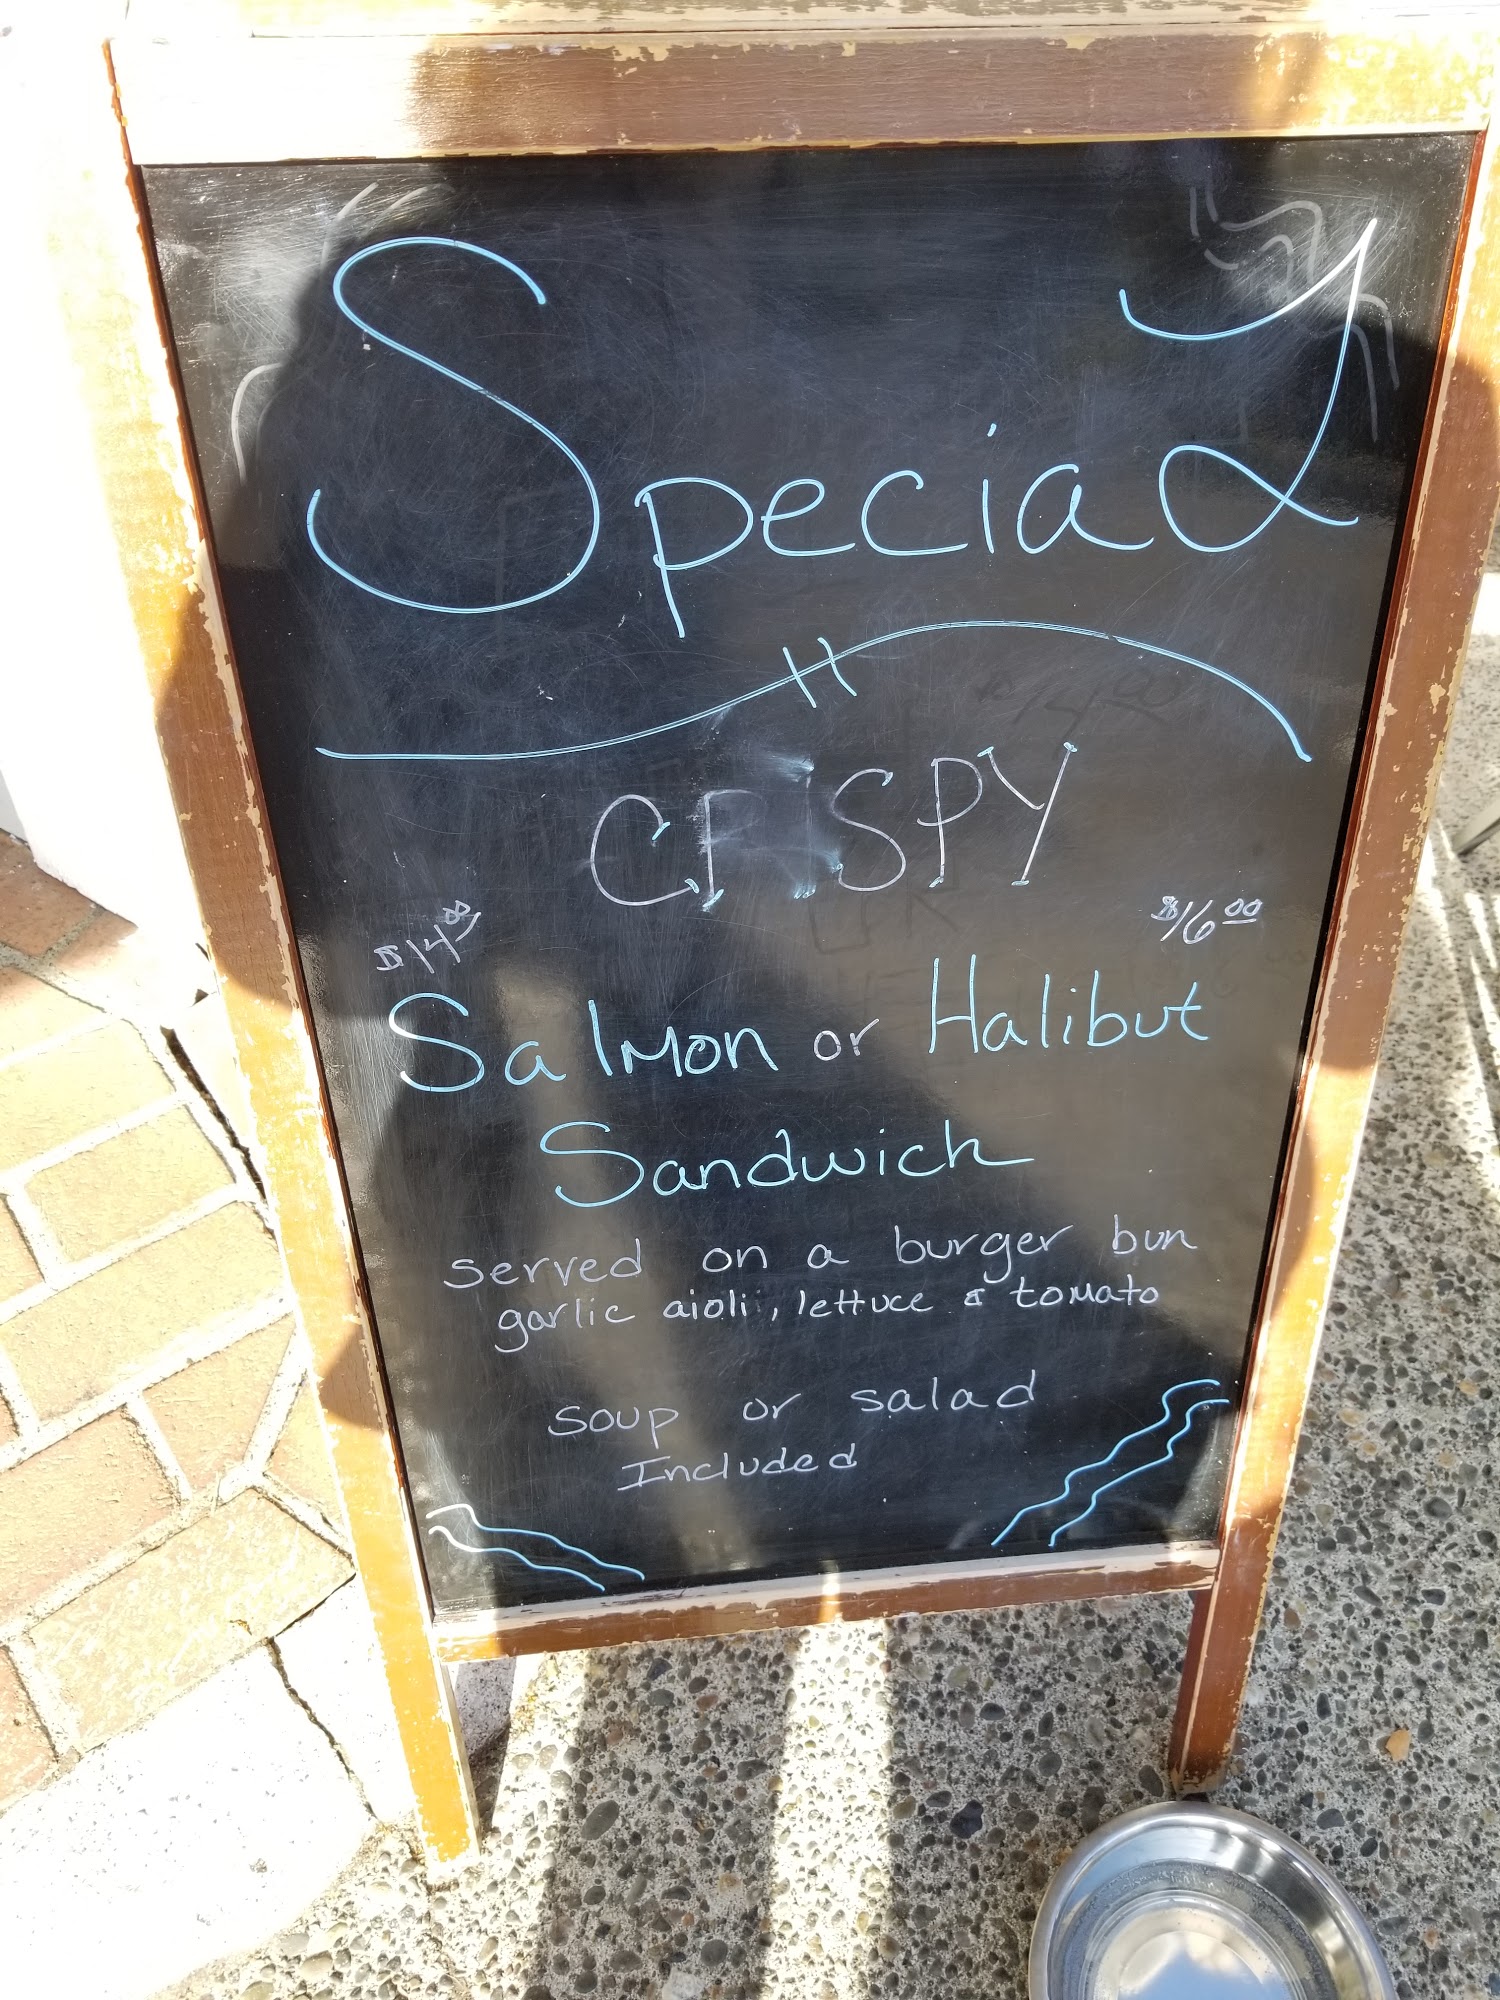 Special
CRISPY
$14.00 $16.00
Salmon or Halibut
Sandwich
served on a burger bun
garlic aioli, lettuce & tomato
soup or salad
Included